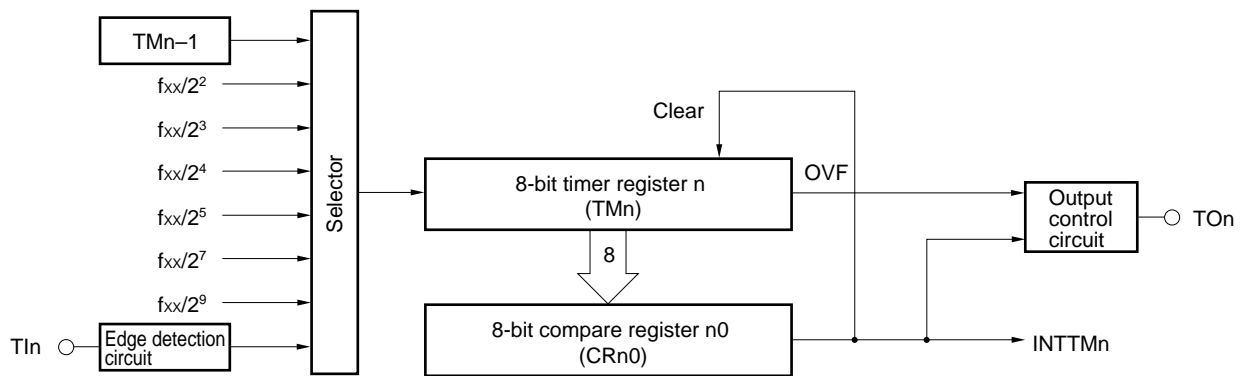 TMn–1
fxx/2²
fxx/2³
fxx/2⁴
fxx/2⁵
fxx/2⁷
fxx/2⁹
TIn
Edge detection
circuit
Selector
Clear
8-bit timer register n
(TMn)
OVF
8
8-bit compare register n0
(CRn0)
Output
control
circuit
TOn
INTTMn